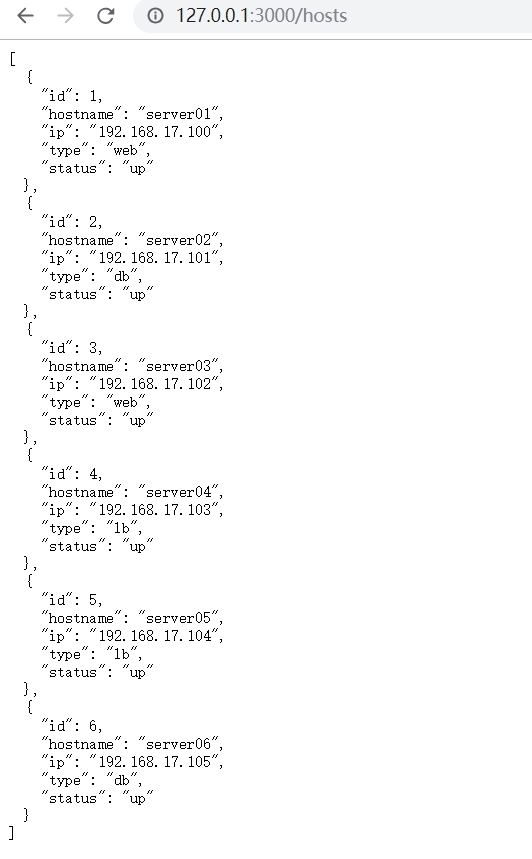 127.0.0.1:3000/hosts
[
  {
    "id": 1,
    "hostname": "server01",
    "ip": "192.168.17.100",
    "type": "web",
    "status": "up"
  },
  {
    "id": 2,
    "hostname": "server02",
    "ip": "192.168.17.101",
    "type": "db",
    "status": "up"
  },
  {
    "id": 3,
    "hostname": "server03",
    "ip": "192.168.17.102",
    "type": "web",
    "status": "up"
  },
  {
    "id": 4,
    "hostname": "server04",
    "ip": "192.168.17.103",
    "type": "lb",
    "status": "up"
  },
  {
    "id": 5,
    "hostname": "server05",
    "ip": "192.168.17.104",
    "type": "lb",
    "status": "up"
  },
  {
    "id": 6,
    "hostname": "server06",
    "ip": "192.168.17.105",
    "type": "db",
    "status": "up"
  }
]